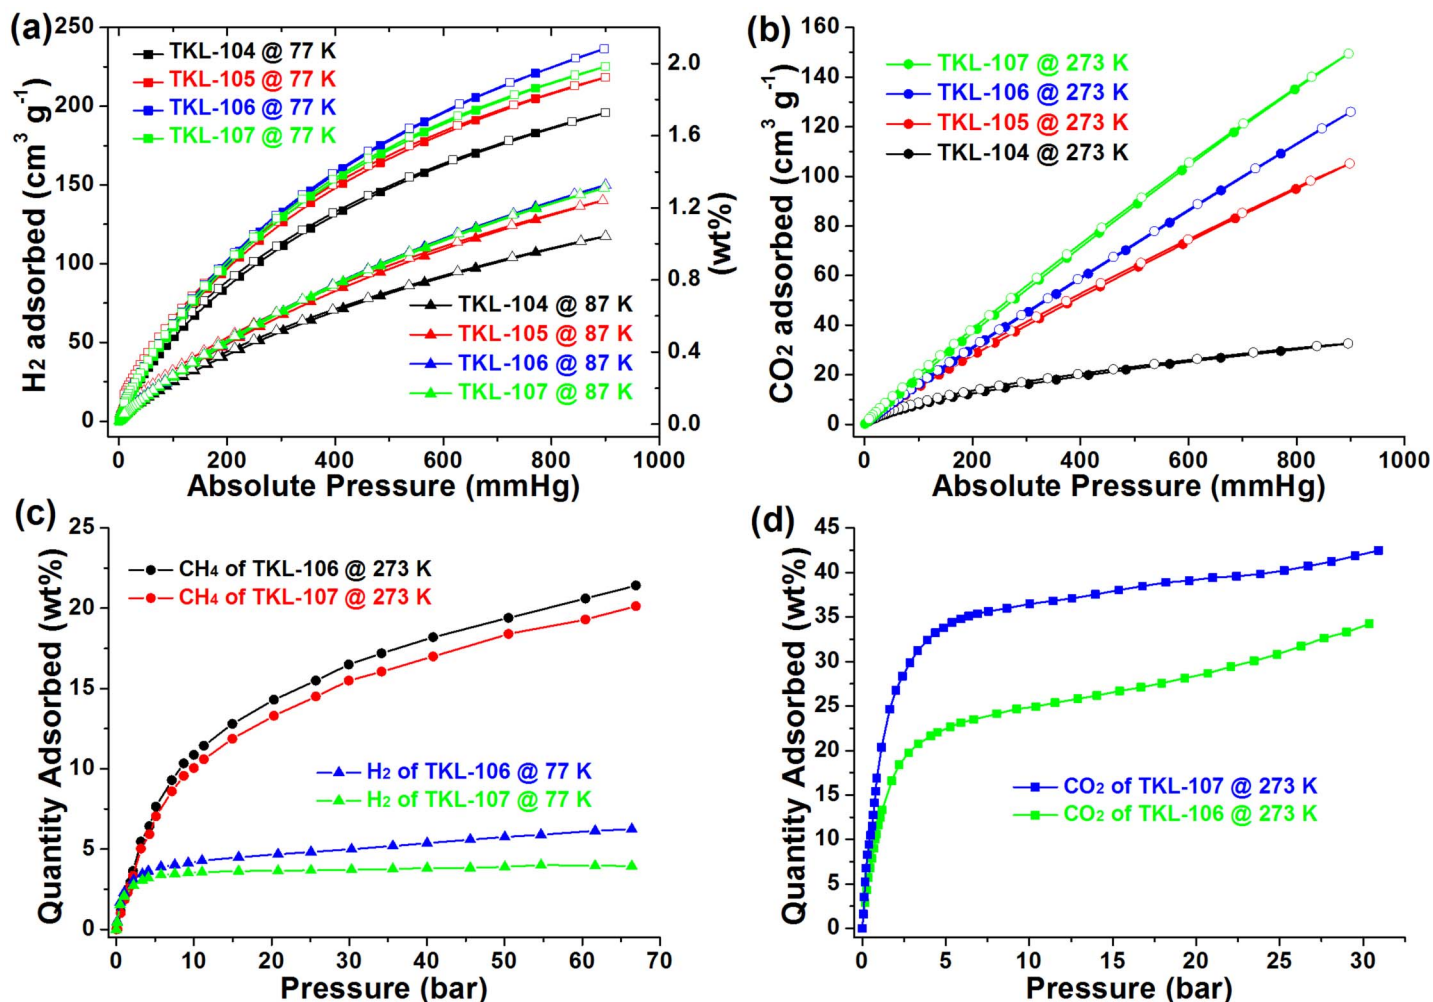 (a)
250
200
150
100
50
0
H2 adsorbed (cm3 g-1)
TKL-104 @ 77 K
TKL-105 @ 77 K
TKL-106 @ 77 K
TKL-107 @ 77 K
TKL-104 @ 87 K
TKL-105 @ 87 K
TKL-106 @ 87 K
TKL-107 @ 87 K
2.0
1.6
1.2
0.8
0.4
0.0
(wt%)
0 200 400 600 800 1000
Absolute Pressure (mmHg)
(b)
160
140
120
100
80
60
40
20
0
CO2 adsorbed (cm3 g-1)
TKL-107 @ 273 K
TKL-106 @ 273 K
TKL-105 @ 273 K
TKL-104 @ 273 K
0 200 400 600 800 1000
Absolute Pressure (mmHg)
(c)
25
20
15
10
5
0
Quantity Adsorbed (wt%)
CH4 of TKL-106 @ 273 K
CH4 of TKL-107 @ 273 K
H2 of TKL-106 @ 77 K
H2 of TKL-107 @ 77 K
0 10 20 30 40 50 60 70
Pressure (bar)
(d)
45
40
35
30
25
20
15
10
5
0
Quantity Adsorbed (wt%)
CO2 of TKL-107 @ 273 K
CO2 of TKL-106 @ 273 K
0 5 10 15 20 25 30
Pressure (bar)